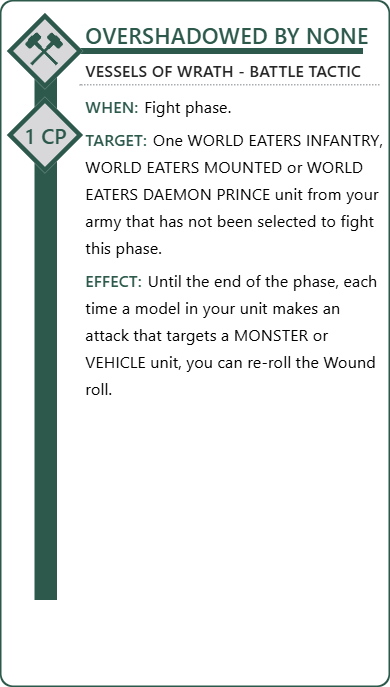 OVERSHADOWED BY NONE
VESSELS OF WRATH - BATTLE TACTIC
WHEN: Fight phase.
1 CP
TARGET: One WORLD EATERS INFANTRY,
WORLD EATERS MOUNTED or WORLD
EATERS DAEMON PRINCE unit from your
army that has not been selected to fight
this phase.
EFFECT: Until the end of the phase, each
time a model in your unit makes an
attack that targets a MONSTER or
VEHICLE unit, you can re-roll the Wound
roll.